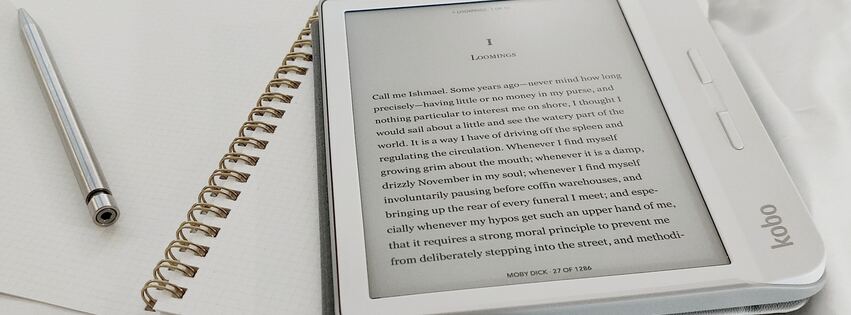 I
LOOMINGS
Call me Ishmael. Some years ago—never mind how long
precisely—having little or no money in my purse, and
nothing particular to interest me on shore, I thought I
would sail about a little and see the watery part of the
world. It is a way I have of driving off the spleen and
regulating the circulation. Whenever I find myself
growing grim about the mouth; whenever it is a damp,
drizzly November in my soul; whenever I find myself
involuntarily pausing before coffin warehouses, and
bringing up the rear of every funeral I meet; and espe-
cially whenever my hypos get such an upper hand of me,
that it requires a strong moral principle to prevent me
from deliberately stepping into the street, and methodi-
MOBY DICK · 27 OF 1286
kobo